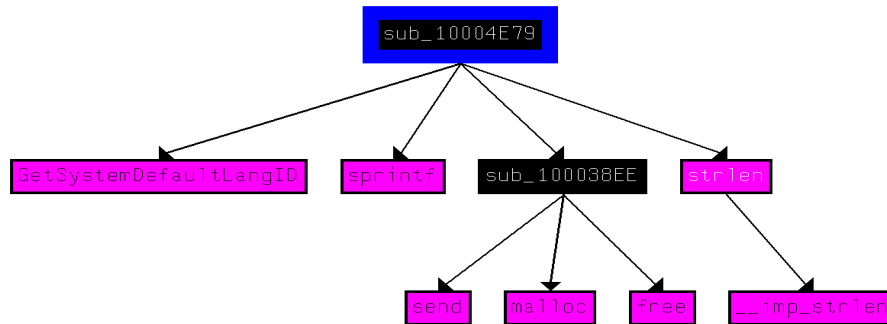 sub_10004E79
GetSystemDefaultLangID
sprintf
sub_100038EE
strlen
send
malloc
free
__imp_strlen